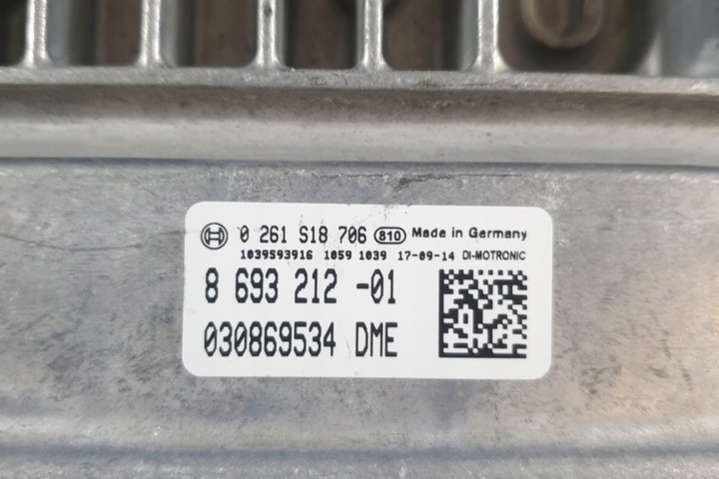 0 261 S18 706 810 Made in Germany
1039S93916 1059 1039 17-09-14 DI-MOTRONIC
8 693 212 -01
030869534 DME